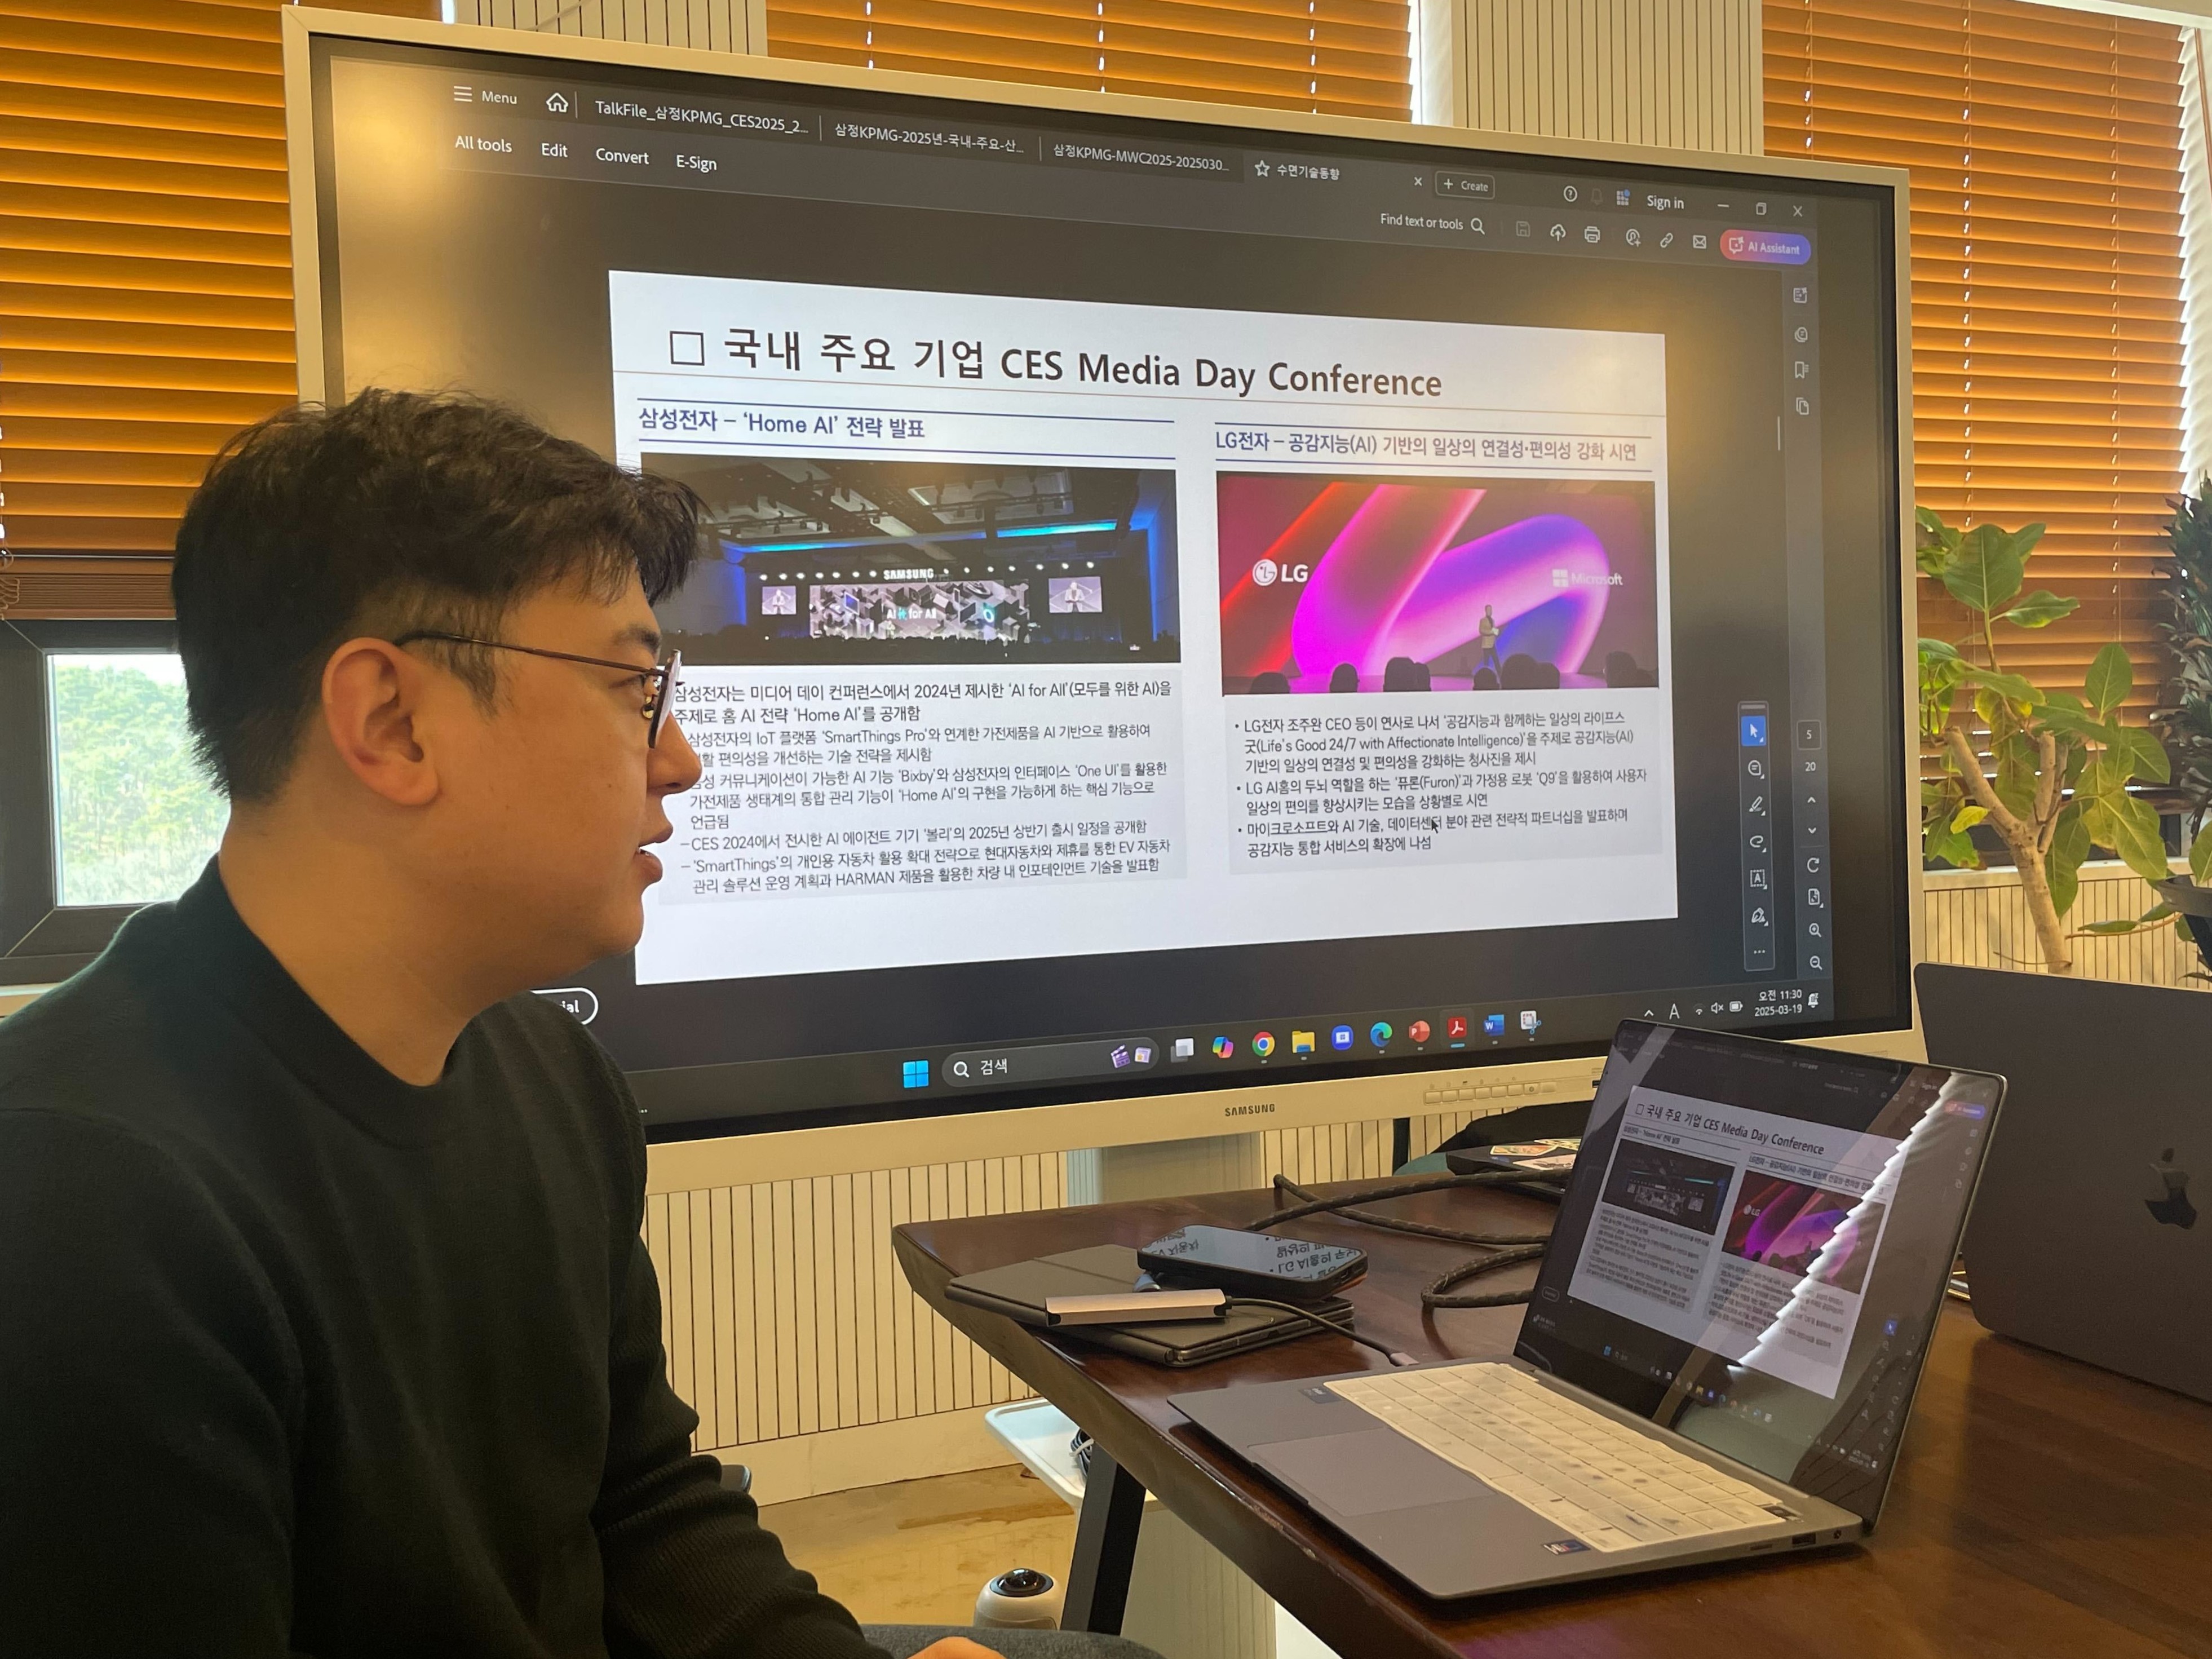 Menu
TalkFile_삼정KPMG_CES2025_2...
삼정KPMG-2025년-국내-주요-산...
삼정KPMG-MWC2025-2025030...
수면기술동향
Create
Sign in
All tools
Edit
Convert
E-Sign
Find text or tools
AI Assistant
□ 국내 주요 기업 CES Media Day Conference
삼성전자 – ‘Home AI’ 전략 발표
SAMSUNG
AI for All
삼성전자는 미디어 데이 컨퍼런스에서 2024년 제시한 ‘AI for All’(모두를 위한 AI)을
주제로 홈 AI 전략 ‘Home AI’를 공개함
삼성전자의 IoT 플랫폼 ‘SmartThings Pro’와 연계한 가전제품을 AI 기반으로 활용하여
편의성을 개선하는 기술 전략을 제시함
커뮤니케이션이 가능한 AI 기능 ‘Bixby’와 삼성전자의 인터페이스 ‘One UI’를 활용한
가전제품 생태계의 통합 관리 기능이 ‘Home AI’의 구현을 가능하게 하는 핵심 기능으로
언급됨
– CES 2024에서 전시한 AI 에이전트 기기 ‘볼리’의 2025년 상반기 출시 일정을 공개함
– ‘SmartThings’의 개인용 자동차 활용 확대 전략으로 현대자동차와 제휴를 통한 EV 자동차
관리 솔루션 운영 계획과 HARMAN 제품을 활용한 차량 내 인포테인먼트 기술을 발표함
LG전자 – 공감지능(AI) 기반의 일상의 연결성·편의성 강화 시연
LG
Microsoft
• LG전자 조주완 CEO 등이 연사로 나서 ‘공감지능과 함께하는 일상의 라이프스
굿(Life’s Good 24/7 with Affectionate Intelligence)’을 주제로 공감지능(AI)
기반의 일상의 연결성 및 편의성을 강화하는 청사진을 제시
• LG AI홈의 두뇌 역할을 하는 ‘퓨론(Furon)’과 가정용 로봇 ‘Q9’을 활용하여 사용자
일상의 편의를 향상시키는 모습을 상황별로 시연
• 마이크로소프트와 AI 기술, 데이터센터 분야 관련 전략적 파트너십을 발표하며
공감지능 통합 서비스의 확장에 나섬
5
20
검색
A
오전 11:30
2025-03-19
SAMSUNG
□ 국내 주요 기업 CES Media Day Conference
LG